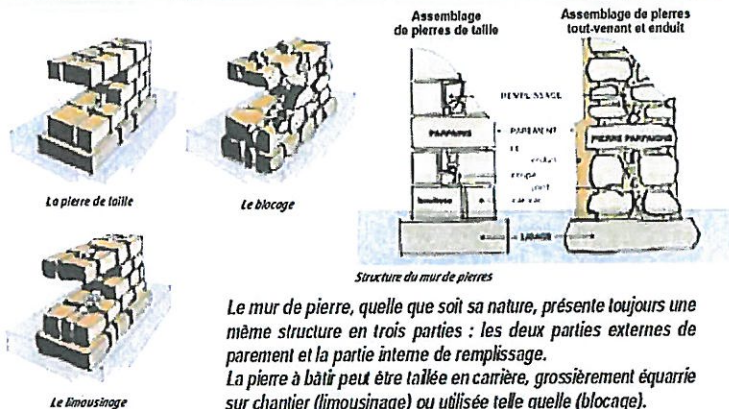 Assemblage
de pierres de taille
Assemblage de pierres
tout-venant et enduit
REMPLISSAGE
PARPAING
PAREMENT
PIERRE PARPAIGNE
enduit
joint
boutisse
LIBAGE
La pierre de taille
Le blocage
Structure du mur de pierres
Le limousinage
Le mur de pierre, quelle que soit sa nature, présente toujours une
même structure en trois parties : les deux parties externes de
parement et la partie interne de remplissage.
La pierre à bâtir peut être taillée en carrière, grossièrement équarrie
sur chantier (limousinage) ou utilisée telle quelle (blocage).